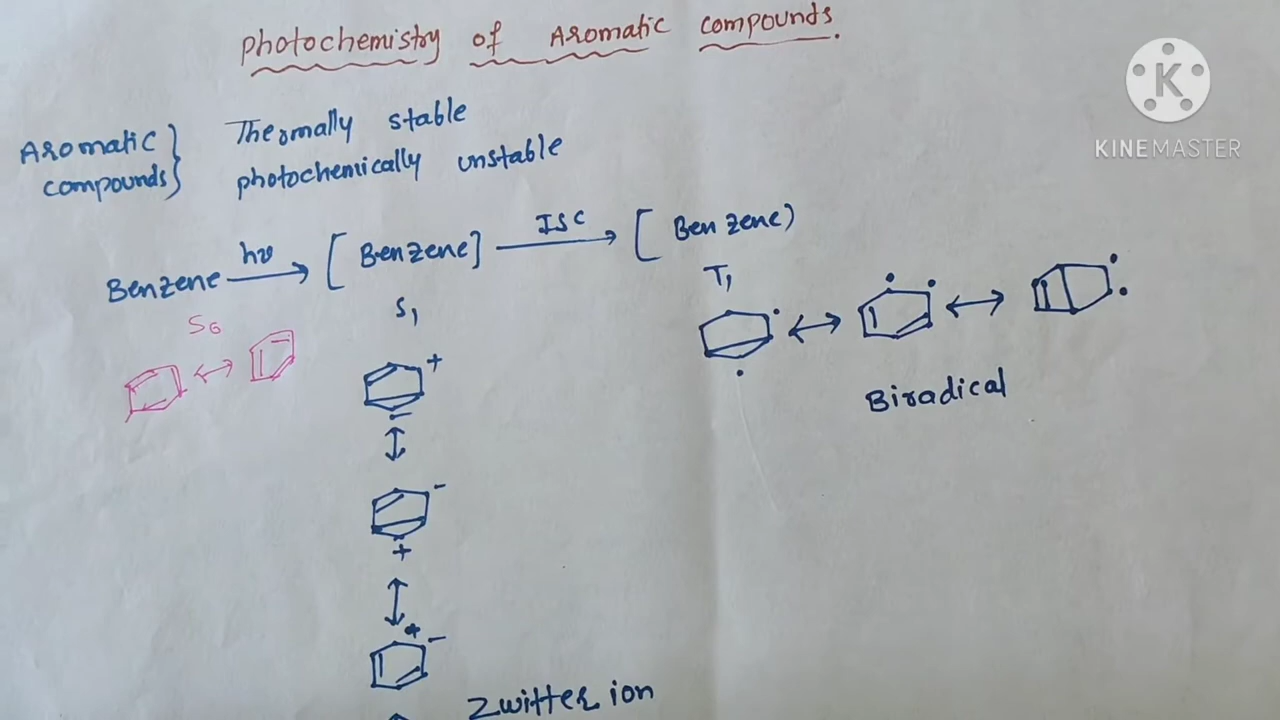 photochemistry of Aromatic compounds.
Aromatic compounds} Thermally stable
photochemically unstable
Benzene hν→ [Benzene] ISC→ [Benzene)
S0
S1
T1
Biradical
Zwitter ion
K
KINEMASTER